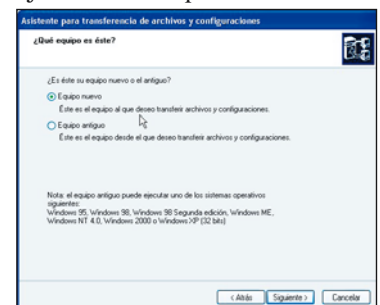 Asistente para transferencia de archivos y configuraciones
¿Qué equipo es éste?
¿Es éste su equipo nuevo o el antiguo?
Equipo nuevo
Éste es el equipo al que deseo transferir archivos y configuraciones.
Equipo antiguo
Éste es el equipo desde el que deseo transferir archivos y configuraciones.
Nota: el equipo antiguo puede ejecutar uno de los sistemas operativos
siguientes:
Windows 95, Windows 98, Windows 98 Segunda edición, Windows ME,
Windows NT 4.0, Windows 2000 o Windows XP (32 bits)
< Atrás Siguiente > Cancelar